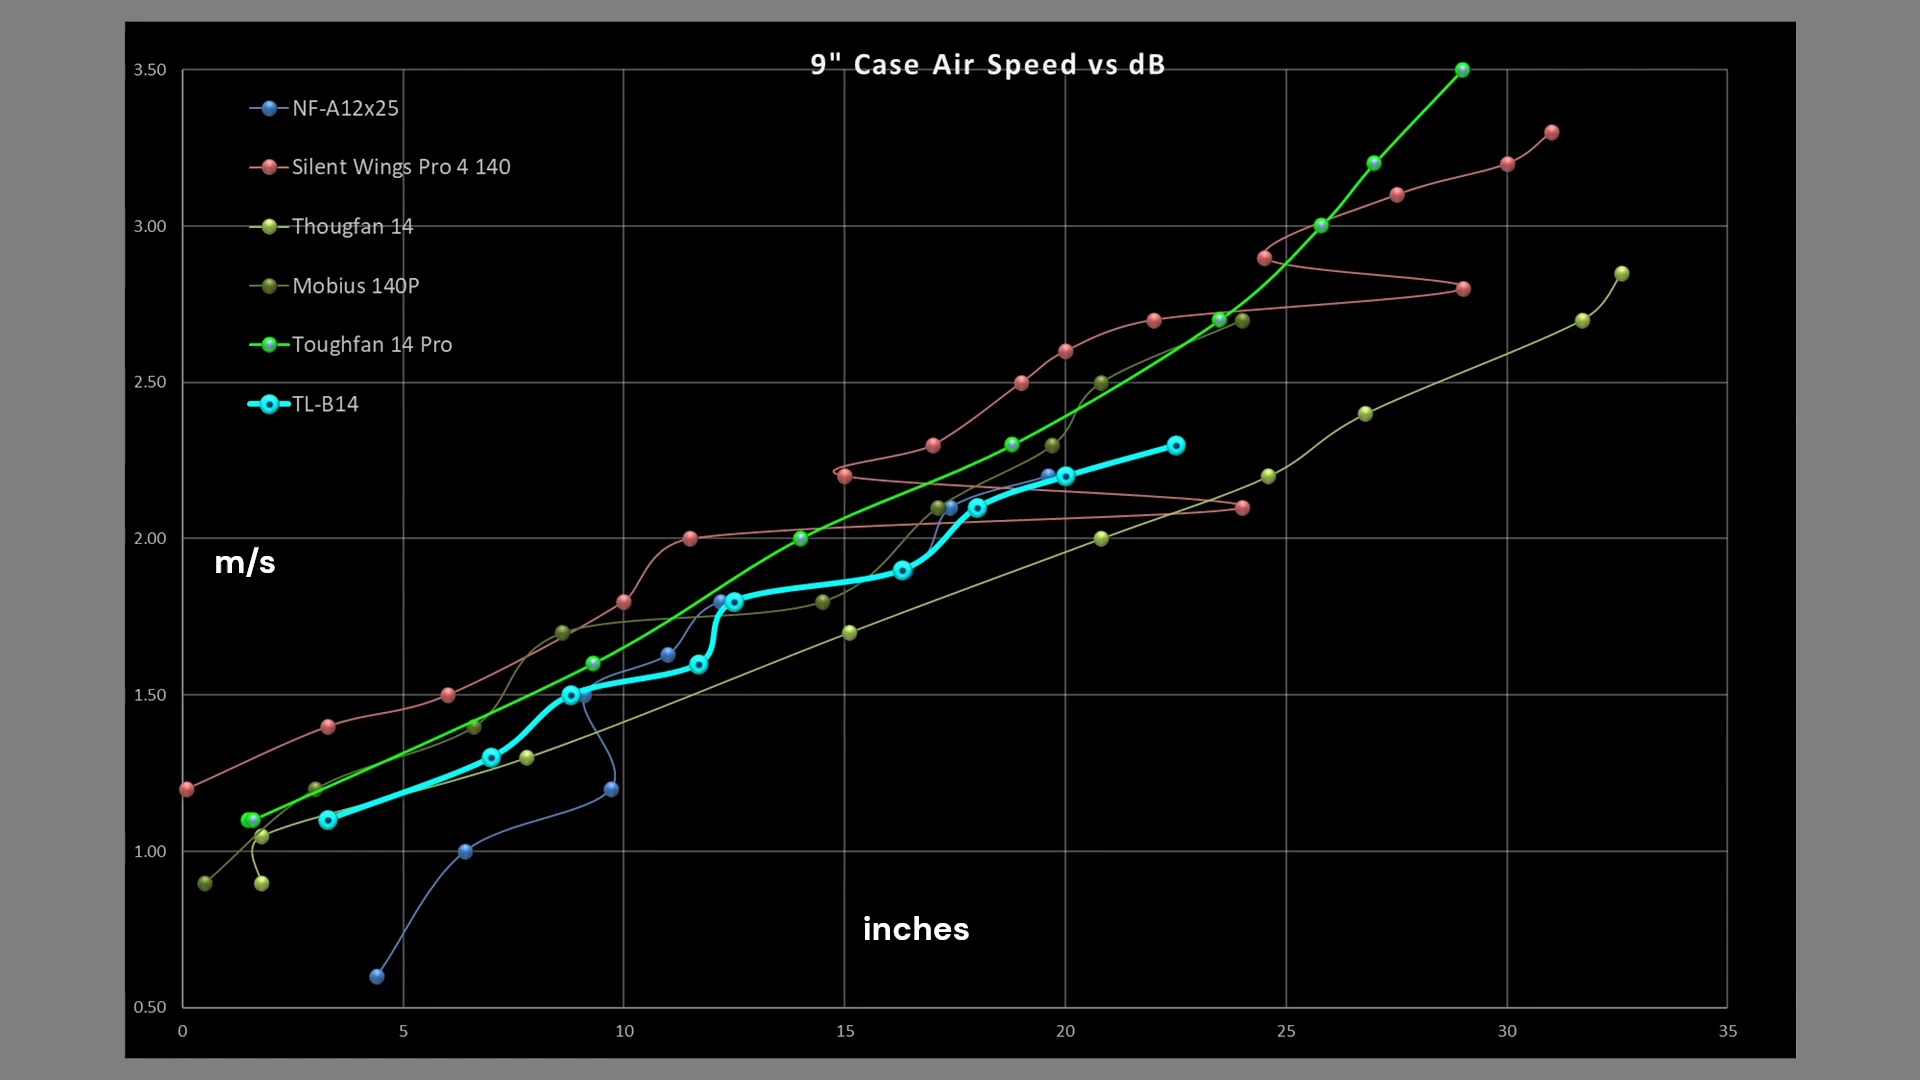 9" Case Air Speed vs dB
3.50
NF-A12x25
Silent Wings Pro 4 140
3.00
Thougfan 14
Mobius 140P
Toughfan 14 Pro
2.50
TL-B14
2.00
m/s
1.50
1.00
inches
0.50
0 5 10 15 20 25 30 35